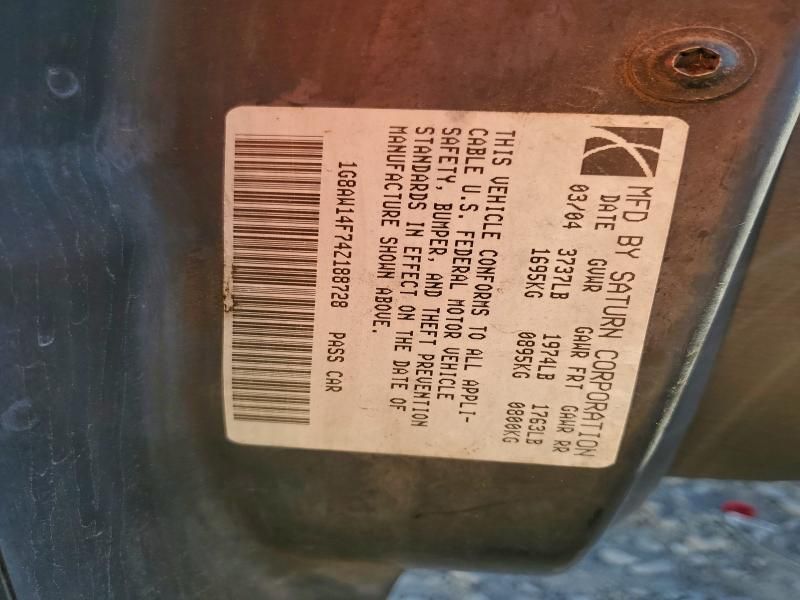 MFD BY SATURN CORPORATION
DATE GVWR GAWR FRT GAWR RR
03/04 3737LB 1974LB 1763LB
1695KG 0895KG 0800KG
THIS VEHICLE CONFORMS TO ALL APPLI-
CABLE U.S. FEDERAL MOTOR VEHICLE
SAFETY, BUMPER, AND THEFT PREVENTION
STANDARDS IN EFFECT ON THE DATE OF
MANUFACTURE SHOWN ABOVE.
1G8AW14F74Z188728 PASS CAR